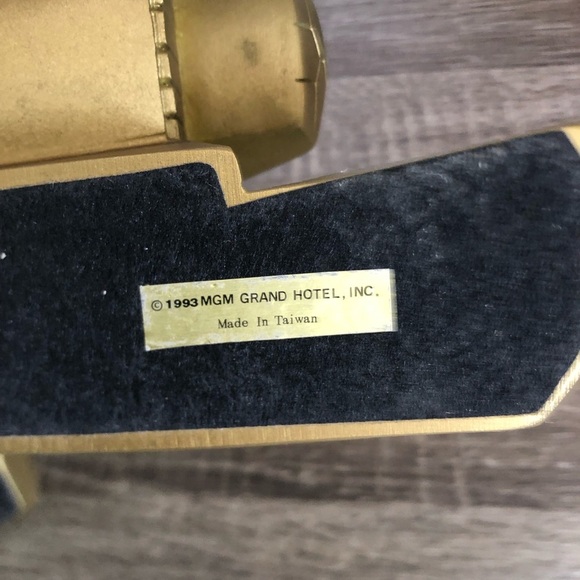 © 1993 MGM GRAND HOTEL, INC.
Made In Taiwan